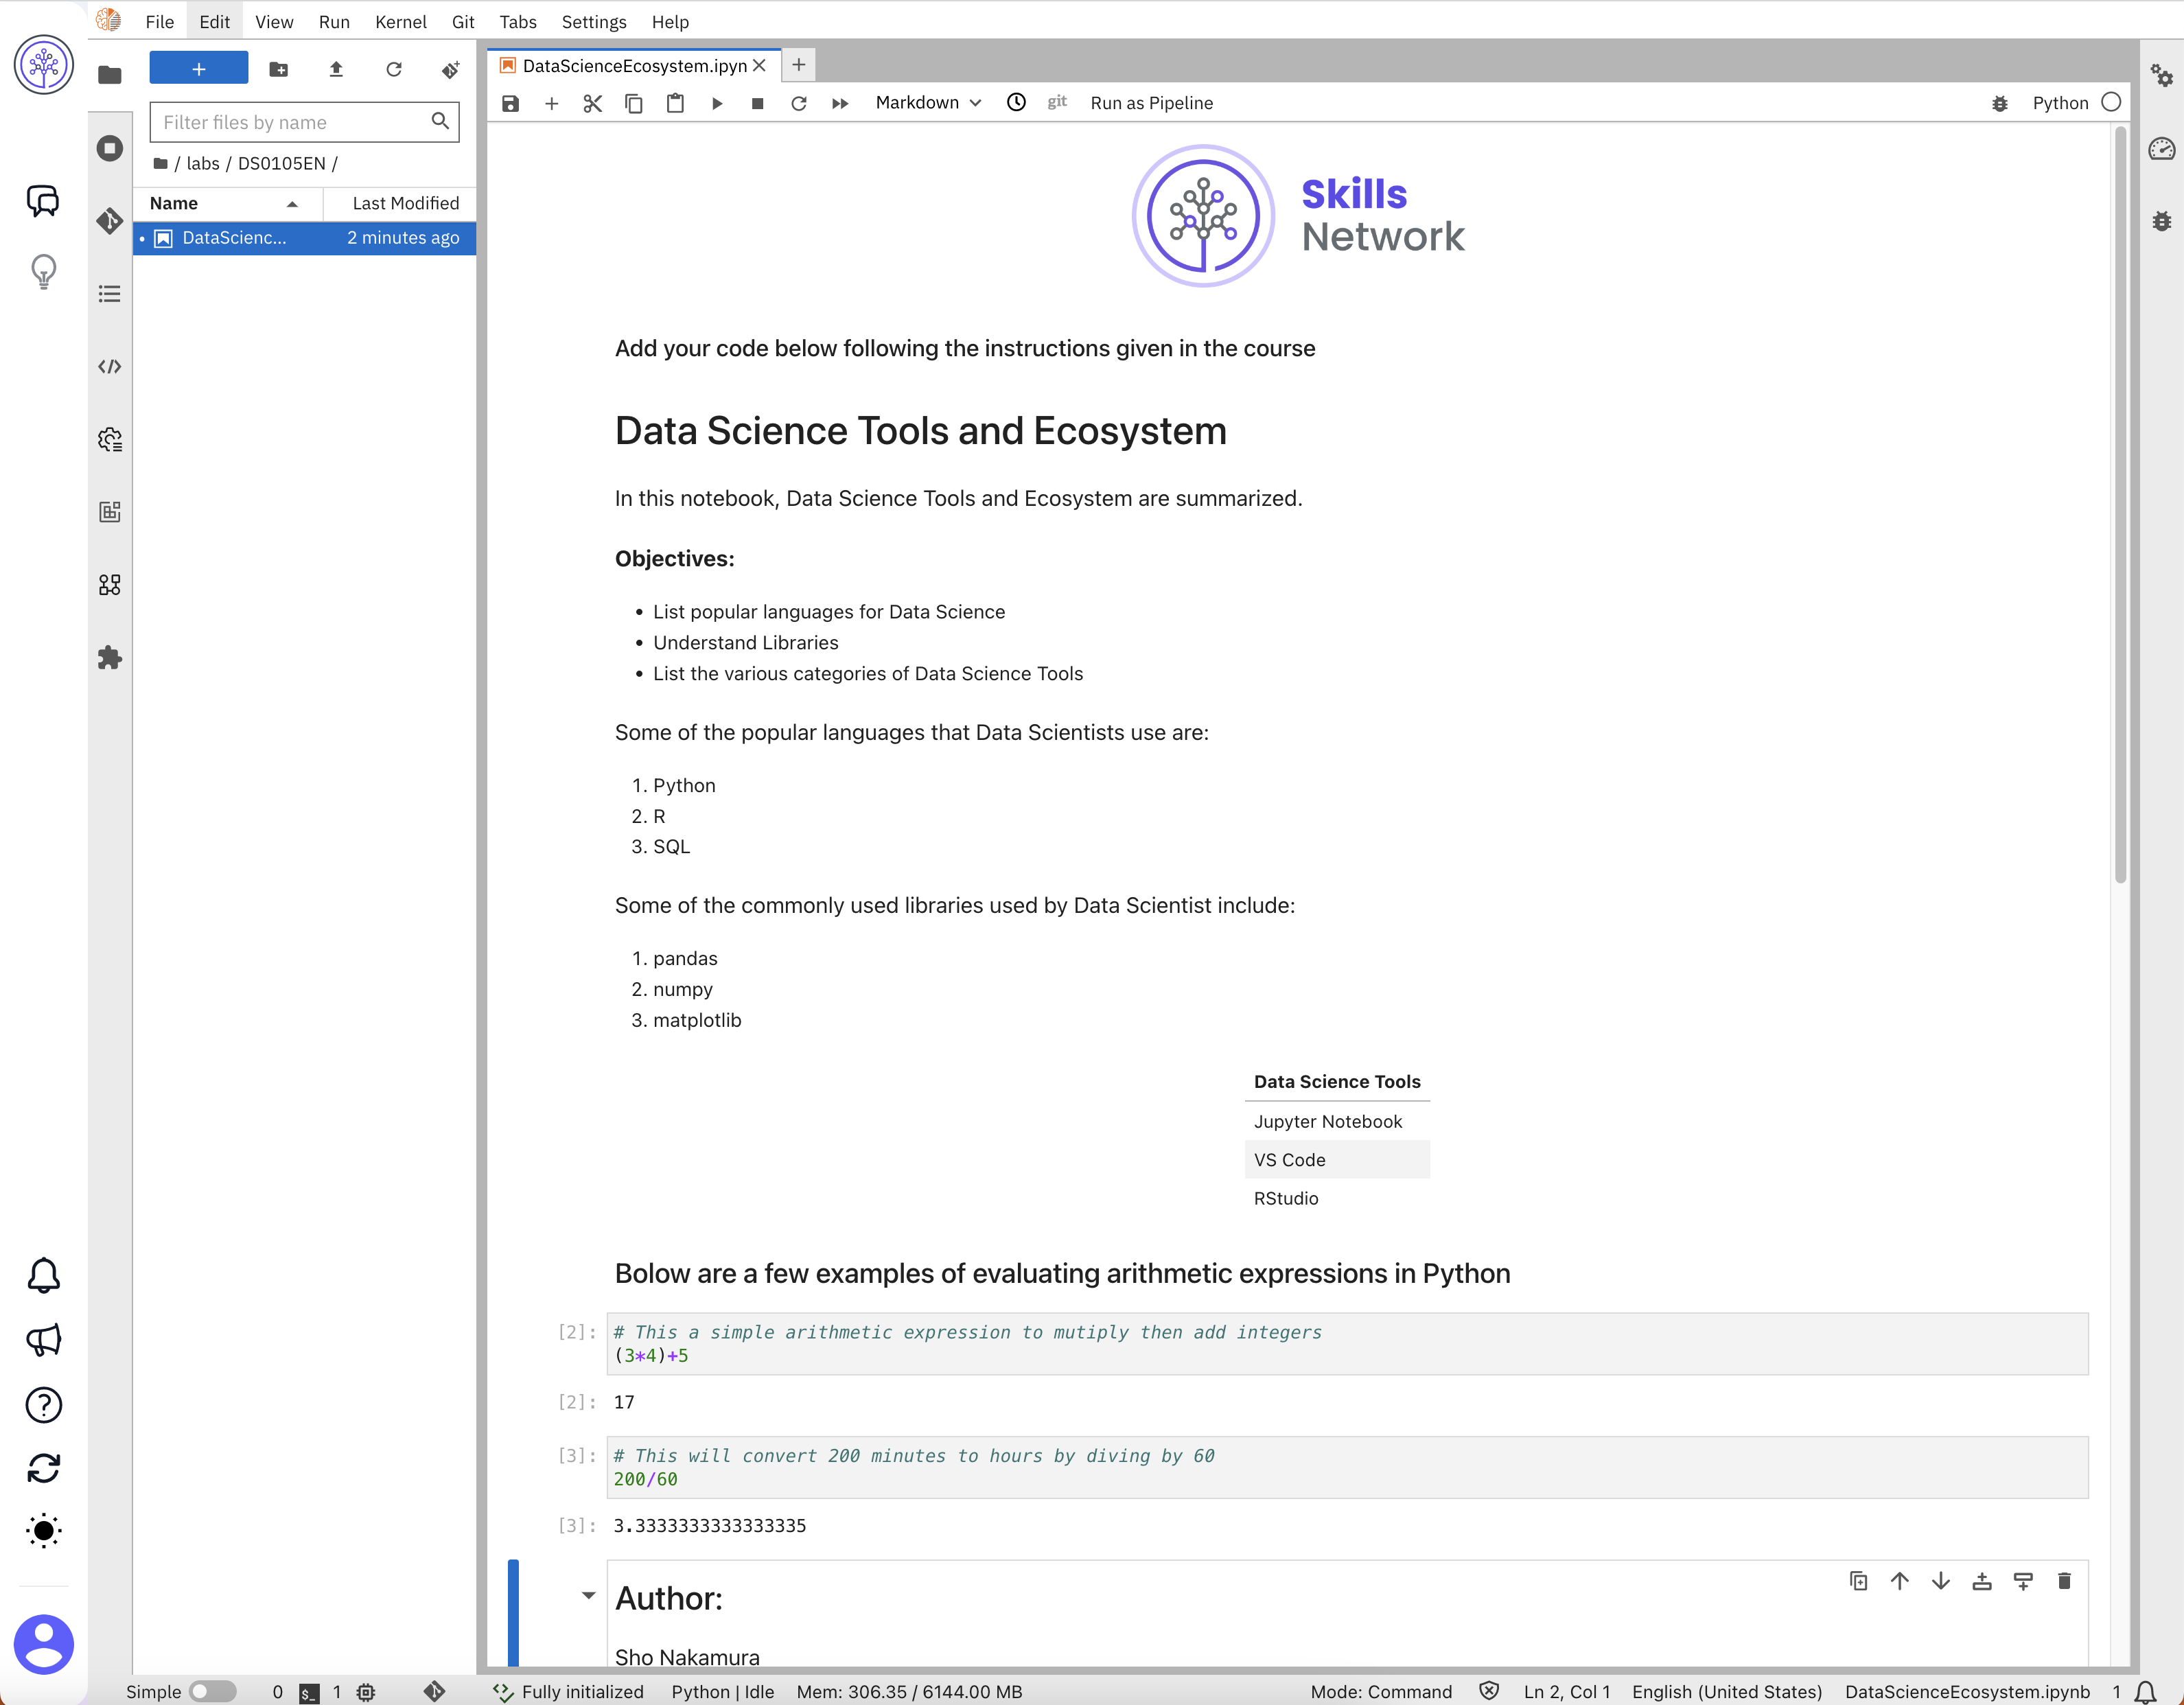 File Edit View Run Kernel Git Tabs Settings Help
DataScienceEcosystem.ipyn
Filter files by name
/ labs / DS0105EN /
Name Last Modified
DataScienc... 2 minutes ago
Markdown git Run as Pipeline Python
Skills
Network
Add your code below following the instructions given in the course
Data Science Tools and Ecosystem
In this notebook, Data Science Tools and Ecosystem are summarized.
Objectives:
• List popular languages for Data Science
• Understand Libraries
• List the various categories of Data Science Tools
Some of the popular languages that Data Scientists use are:
1. Python
2. R
3. SQL
Some of the commonly used libraries used by Data Scientist include:
1. pandas
2. numpy
3. matplotlib
Data Science Tools
Jupyter Notebook
VS Code
RStudio
Bolow are a few examples of evaluating arithmetic expressions in Python
[2]: # This a simple arithmetic expression to mutiply then add integers
(3*4)+5
[2]: 17
[3]: # This will convert 200 minutes to hours by diving by 60
200/60
[3]: 3.3333333333333335
Author:
Sho Nakamura
Simple 0 $_ 1 Fully initialized Python | Idle Mem: 306.35 / 6144.00 MB Mode: Command Ln 2, Col 1 English (United States) DataScienceEcosystem.ipynb 1